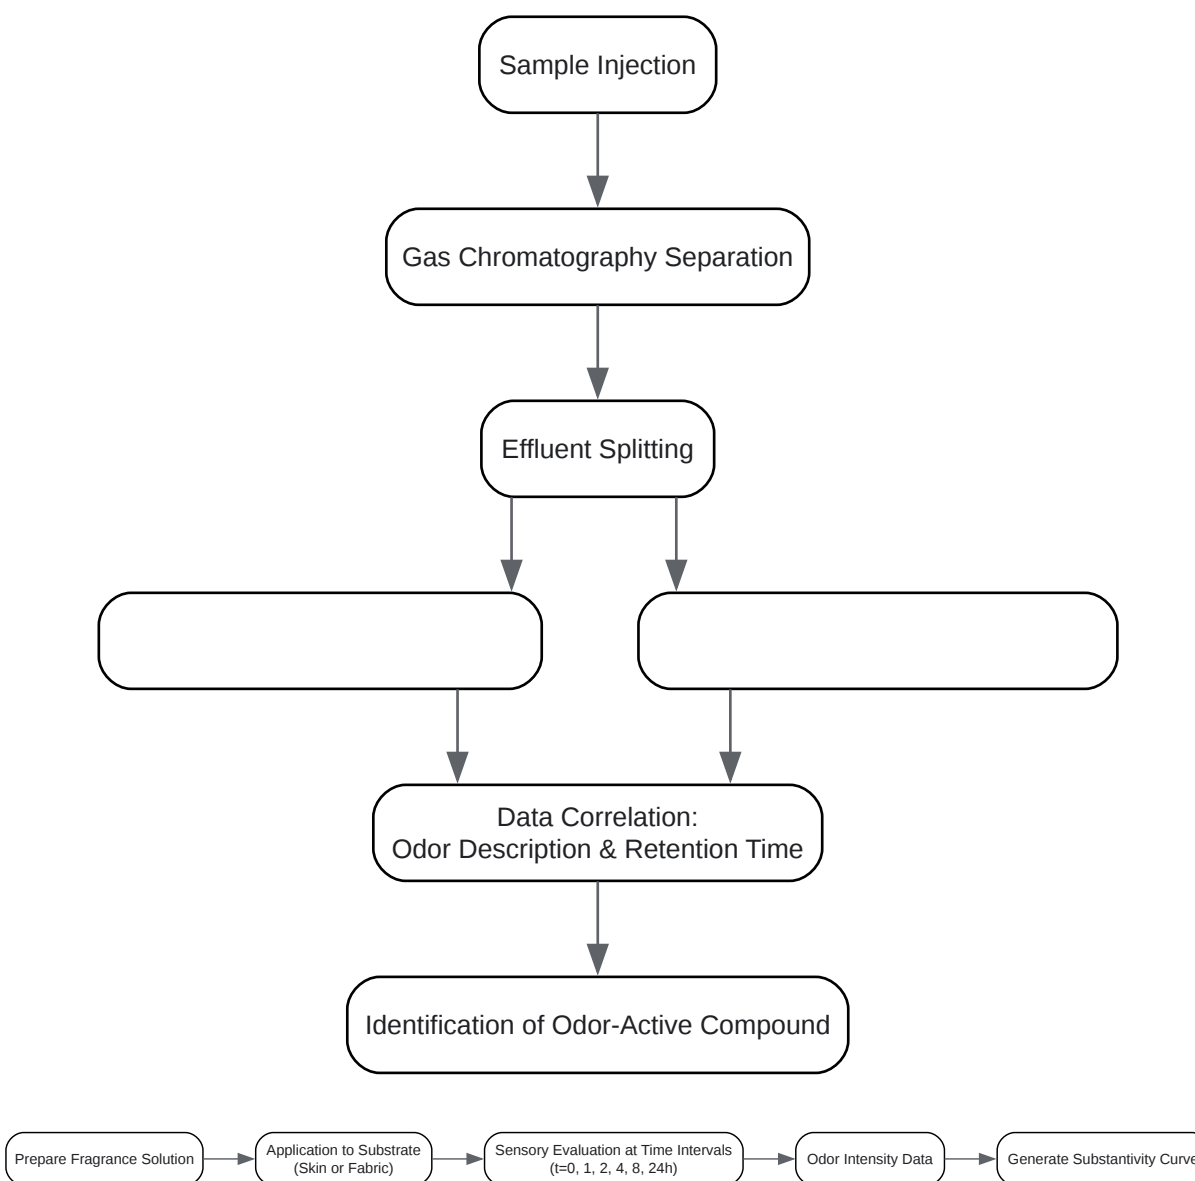 Sample Injection
Gas Chromatography Separation
Effluent Splitting
Data Correlation:
Odor Description & Retention Time
Identification of Odor-Active Compound
Prepare Fragrance Solution
Application to Substrate
(Skin or Fabric)
Sensory Evaluation at Time Intervals
(t=0, 1, 2, 4, 8, 24h)
Odor Intensity Data
Generate Substantivity Curve